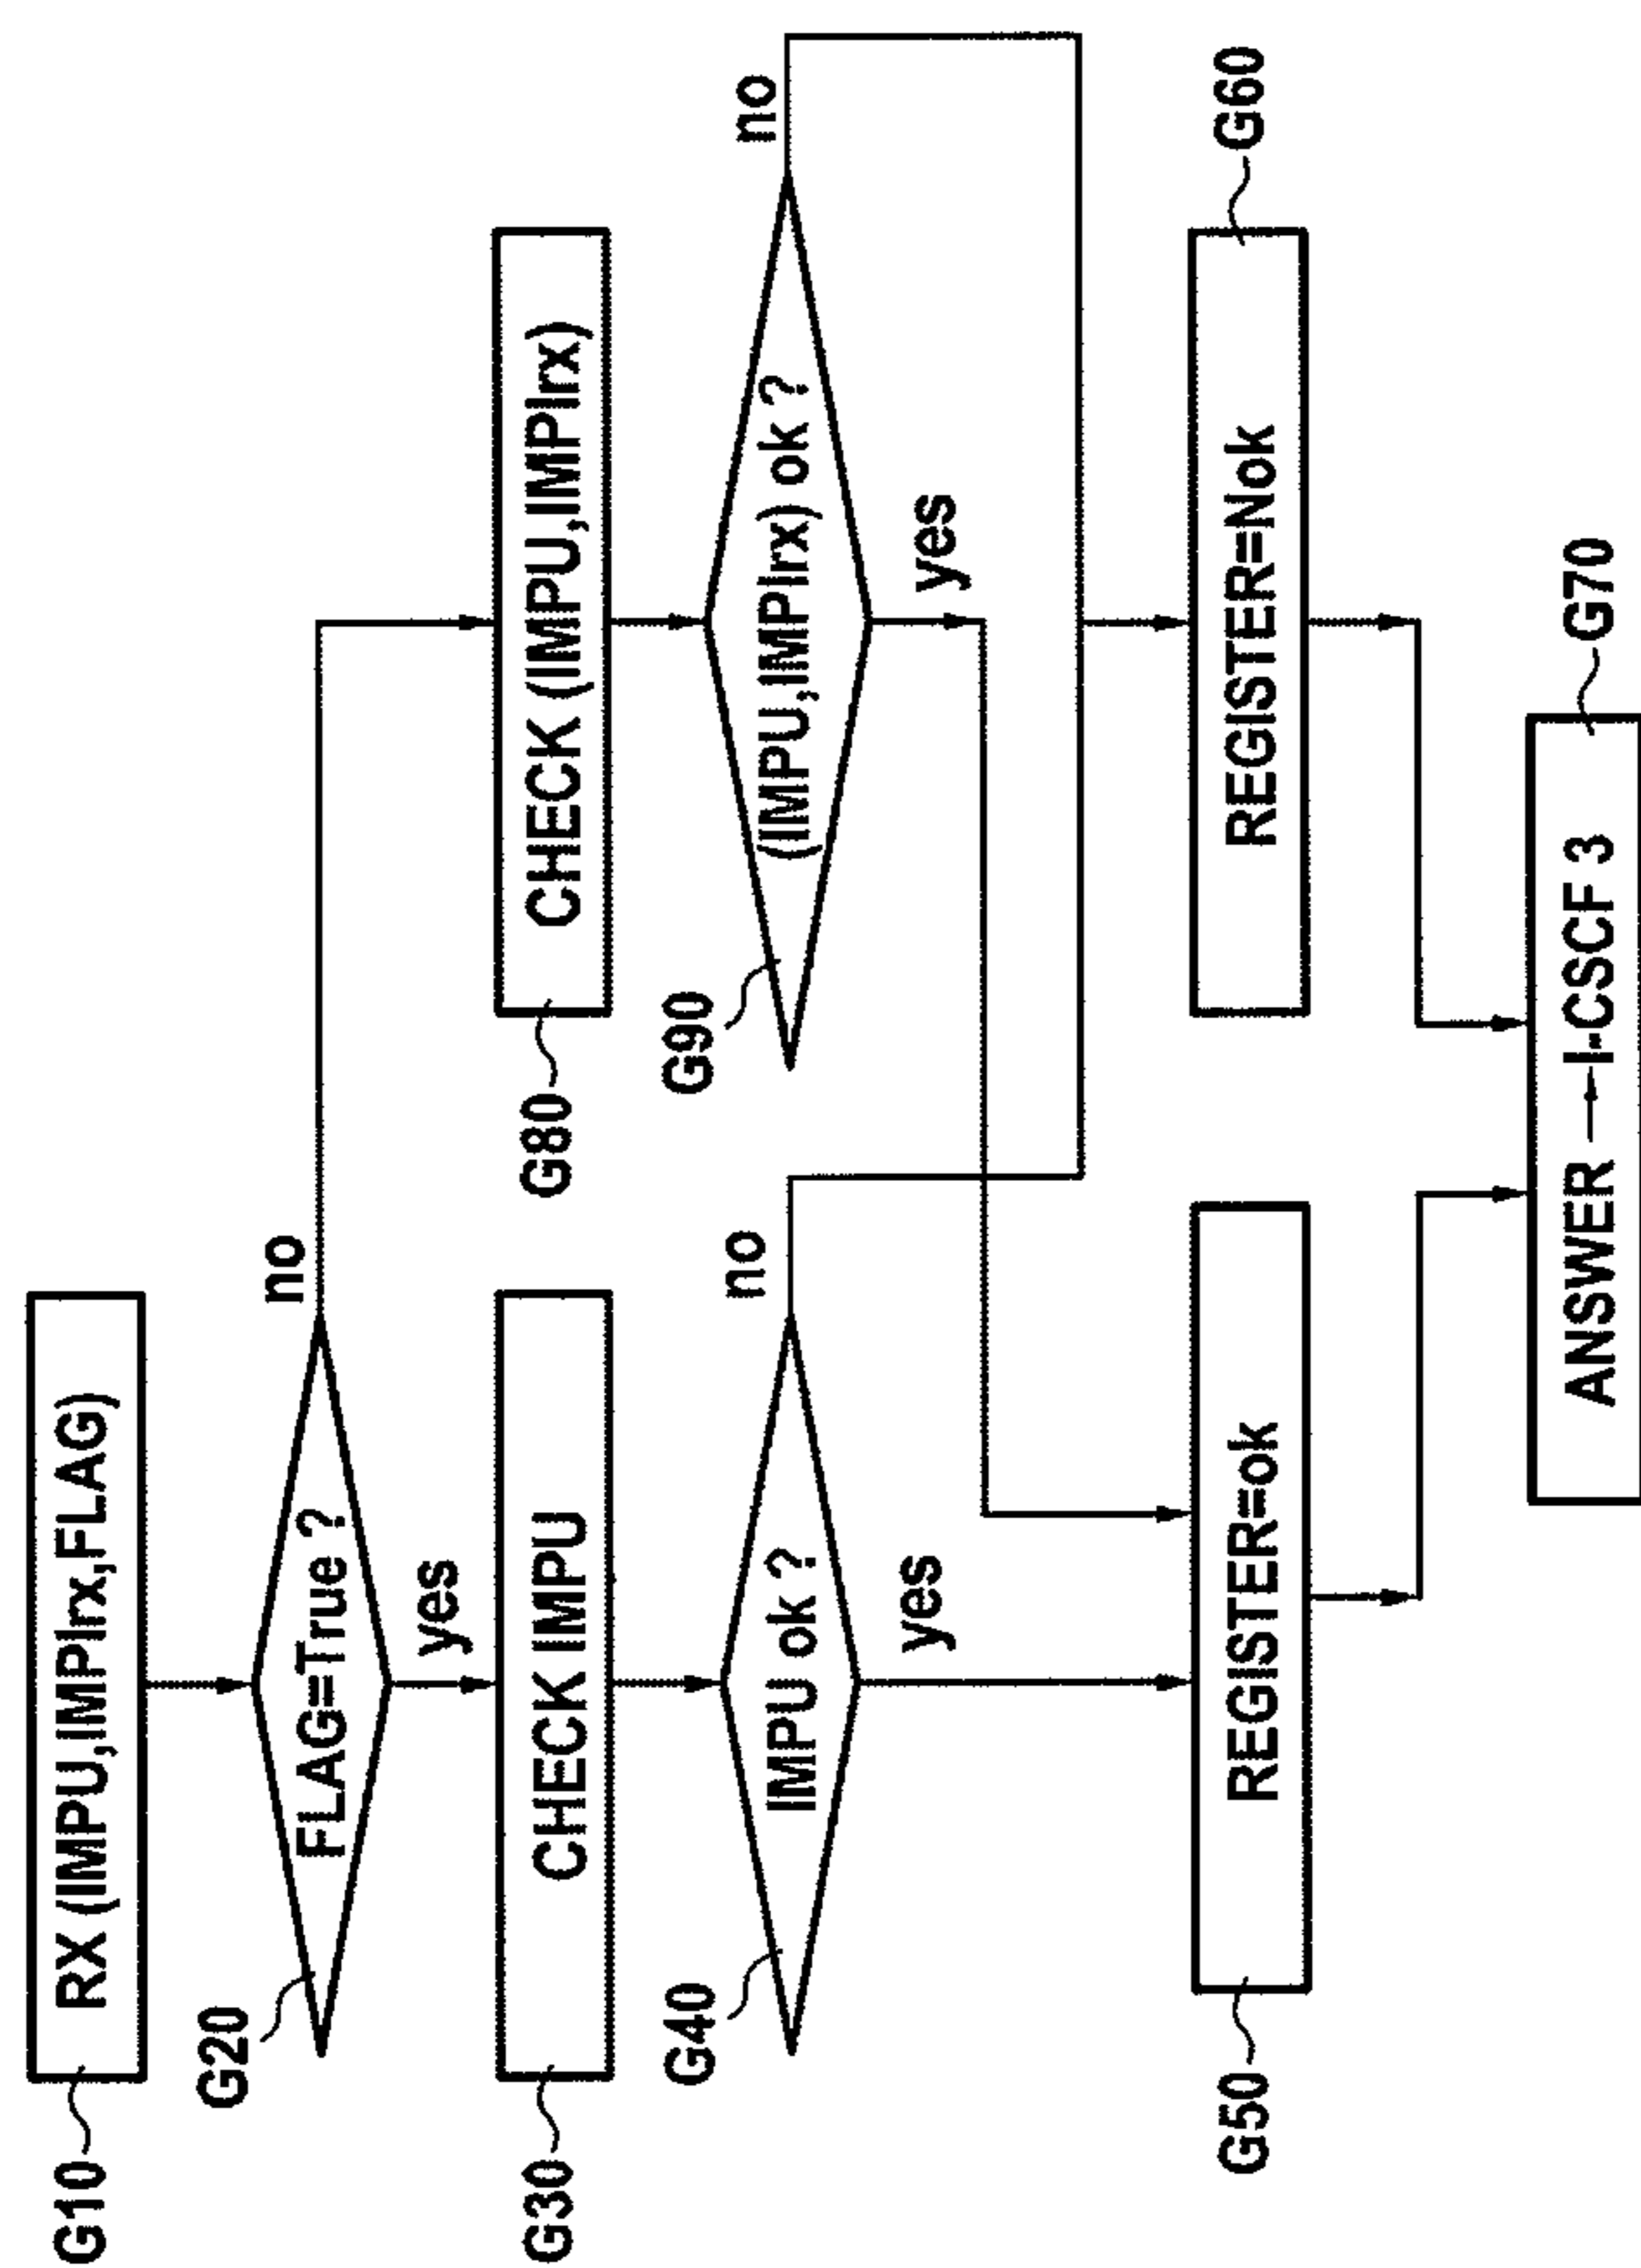 G10
RX (IMPU,IMPIrx,FLAG)
G20
FLAG=True ?
no
yes
G30
CHECK IMPU
G80
CHECK (IMPU,IMPIrx)
G40
IMPU ok ?
no
yes
G90
(IMPU,IMPIrx) ok ?
no
yes
G50
REGISTER=ok
REGISTER=Nok
G60
ANSWER → I-CSCF 3
G70